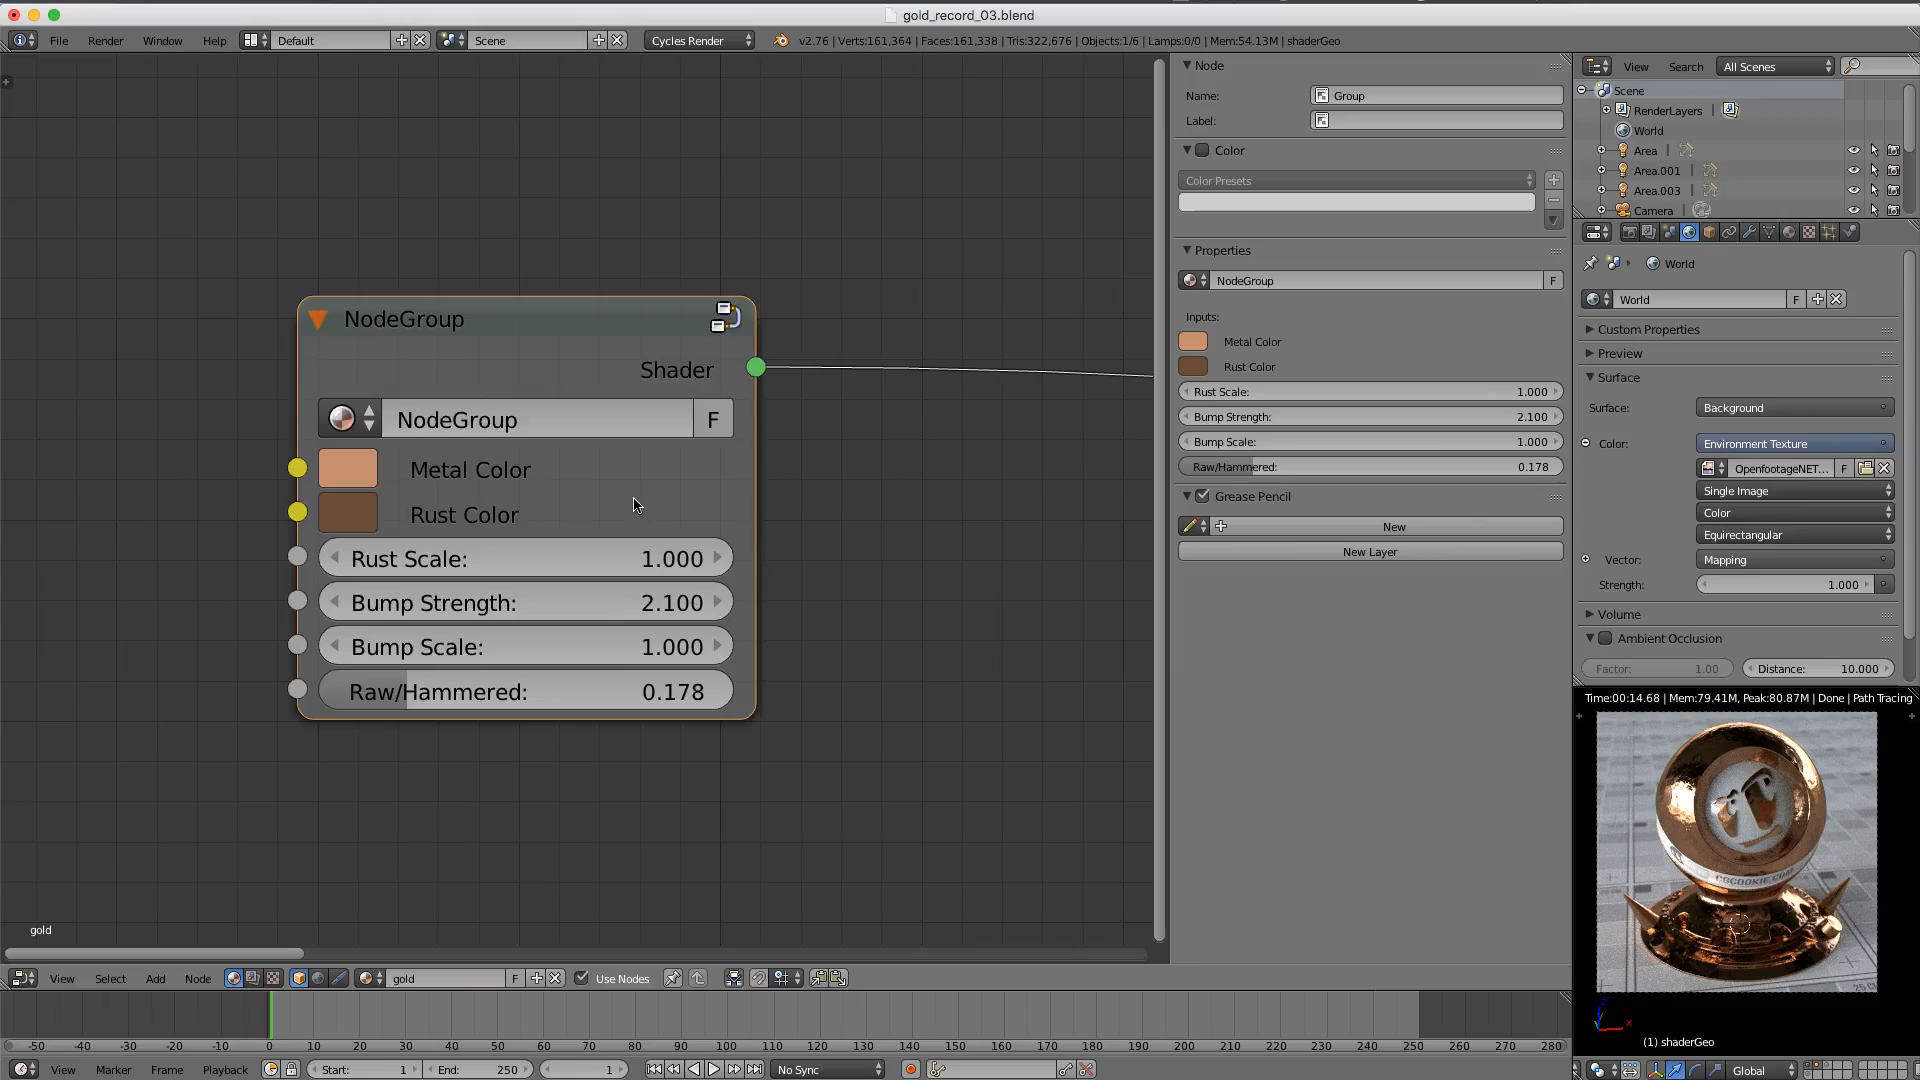 gold_record_03.blend
File Render Window Help Default Scene Cycles Render v2.76 | Verts:161,364 | Faces:161,338 | Tris:322,676 | Objects:1/6 | Lamps:0/0 | Mem:54.13M | shaderGeo
NodeGroup
Shader
NodeGroup F
Metal Color
Rust Color
Rust Scale: 1.000
Bump Strength: 2.100
Bump Scale: 1.000
Raw/Hammered: 0.178
gold
Node
Name: Group
Label:
Color
Color Presets
Properties
NodeGroup F
Inputs:
Metal Color
Rust Color
Rust Scale: 1.000
Bump Strength: 2.100
Bump Scale: 1.000
Raw/Hammered: 0.178
Grease Pencil
New
New Layer
View Search All Scenes
Scene
RenderLayers |
World
Area |
Area.001 |
Area.003 |
Camera |
World
World F
Custom Properties
Preview
Surface
Surface: Background
Color: Environment Texture
OpenfootageNET... F
Single Image
Color
Equirectangular
Vector: Mapping
Strength: 1.000
Volume
Ambient Occlusion
Factor: 1.00 Distance: 10.000
Time:00:14.68 | Mem:79.41M, Peak:80.87M | Done | Path Tracing
CGCOOKIE.COM
(1) shaderGeo
View Select Add Node gold F Use Nodes
-50 -40 -30 -20 -10 0 10 20 30 40 50 60 70 80 90 100 110 120 130 140 150 160 170 180 190 200 210 220 230 240 250 260 270 280
View Marker Frame Playback Start: 1 End: 250 1 No Sync Global